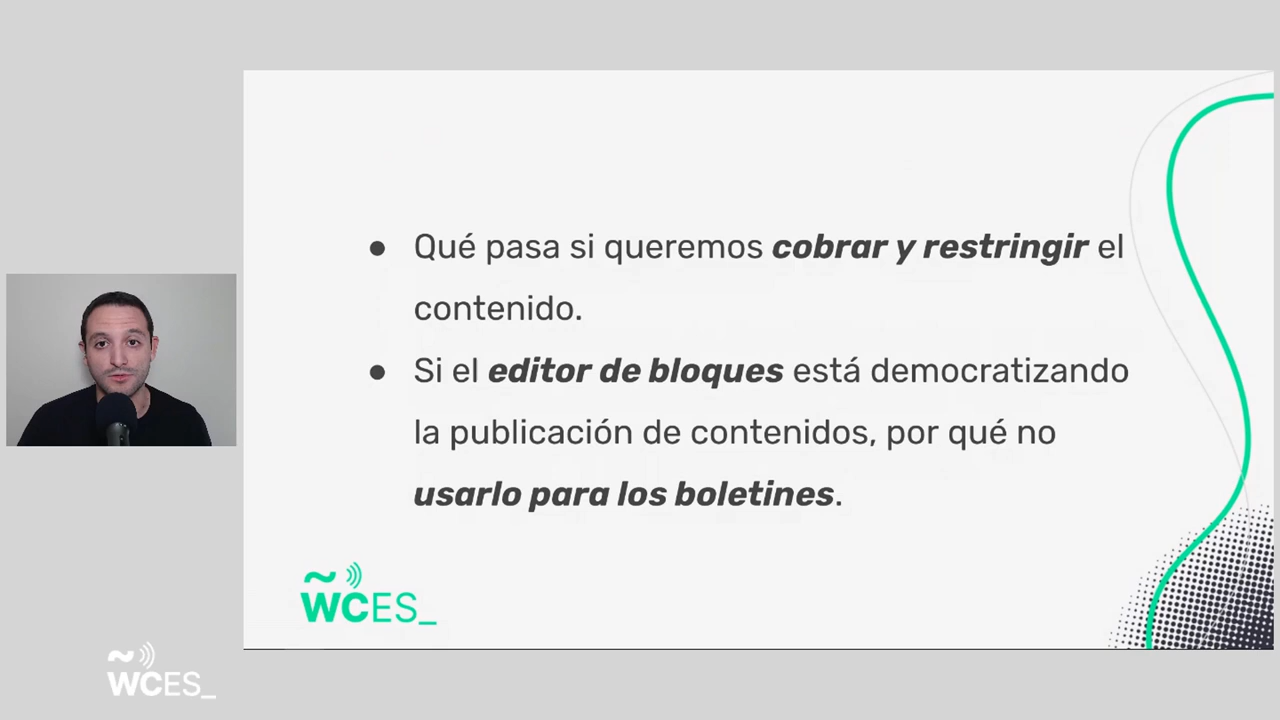 ● Qué pasa si queremos cobrar y restringir el
contenido.
● Si el editor de bloques está democratizando
la publicación de contenidos, por qué no
usarlo para los boletines.
~ WCES_
~ WCES_